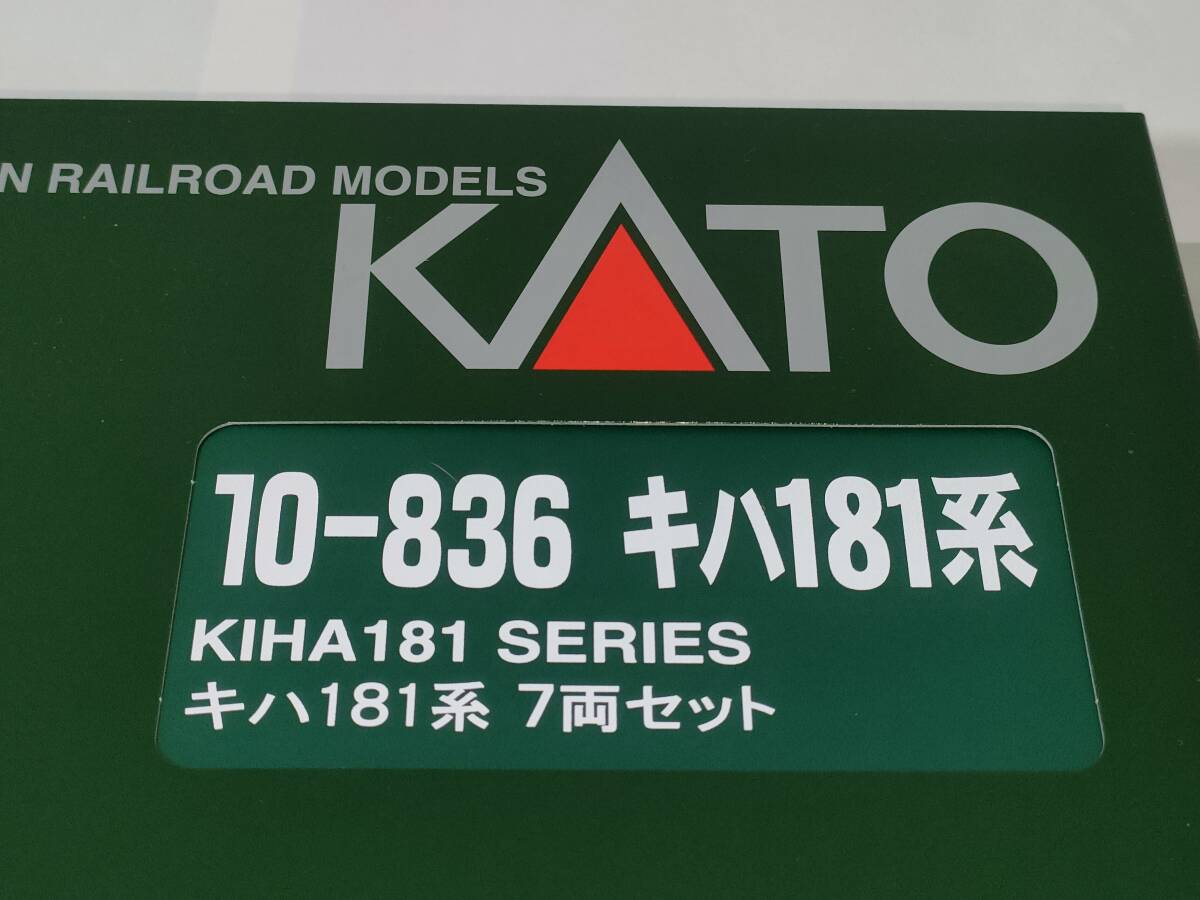 N RAILROAD MODELS
KATO
10-836 キハ181系
KIHA181 SERIES
キハ181系 7両セット